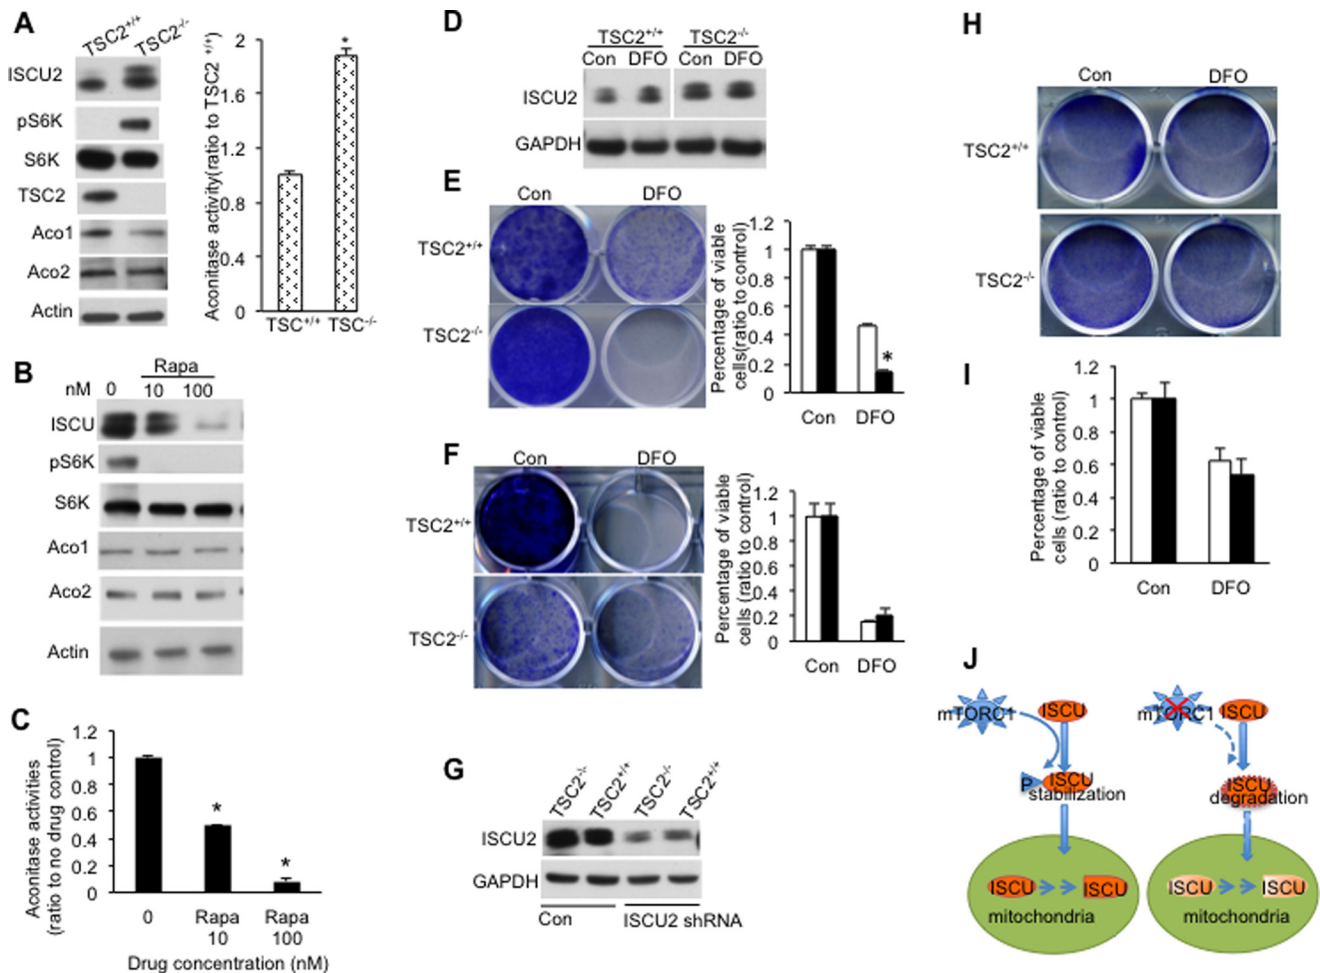 A
TSC2+/+
TSC2-/-
ISCU2
pS6K
S6K
TSC2
Aco1
Aco2
Actin
Aconitase activity(ratio to TSC2 +/+)
2
1.6
1.2
0.8
0.4
0
*
TSC+/+
TSC-/-
B
Rapa
nM
0
10
100
ISCU
pS6K
S6K
Aco1
Aco2
Actin
C
Aconitase activities
(ratio to no drug control)
1.2
1
0.8
0.6
0.4
0.2
0
*
*
0
Rapa
10
Rapa
100
Drug concentration (nM)
D
TSC2+/+
TSC2-/-
Con
DFO
Con
DFO
ISCU2
GAPDH
E
Con
DFO
TSC2+/+
TSC2-/-
Percentage of viable
cells(ratio to control)
1.2
1
0.8
0.6
0.4
0.2
0
*
Con
DFO
F
Con
DFO
TSC2+/+
TSC2-/-
Percentage of viable
cells (ratio to control)
1.2
1
0.8
0.6
0.4
0.2
0
Con
DFO
G
TSC2-/-
TSC2+/+
TSC2-/-
TSC2+/+
ISCU2
GAPDH
Con
ISCU2 shRNA
H
Con
DFO
TSC2+/+
TSC2-/-
I
Percentage of viable
cells (ratio to control)
1.2
1
0.8
0.6
0.4
0.2
0
Con
DFO
J
mTORC1
ISCU
P
ISCU
stabilization
ISCU
ISCU
mitochondria
mTORC1
ISCU
ISCU
degradation
ISCU
ISCU
mitochondria